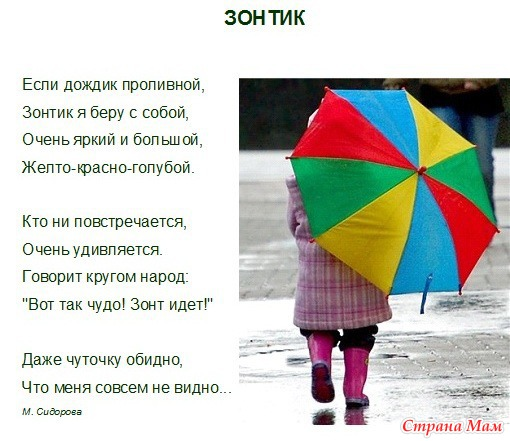 ЗОНТИК
Если дождик проливной,
Зонтик я беру с собой,
Очень яркий и большой,
Желто-красно-голубой.
Кто ни повстречается,
Очень удивляется.
Говорит кругом народ:
"Вот так чудо! Зонт идет!"
Даже чуточку обидно,
Что меня совсем не видно...
М. Сидорова
Страна Мам